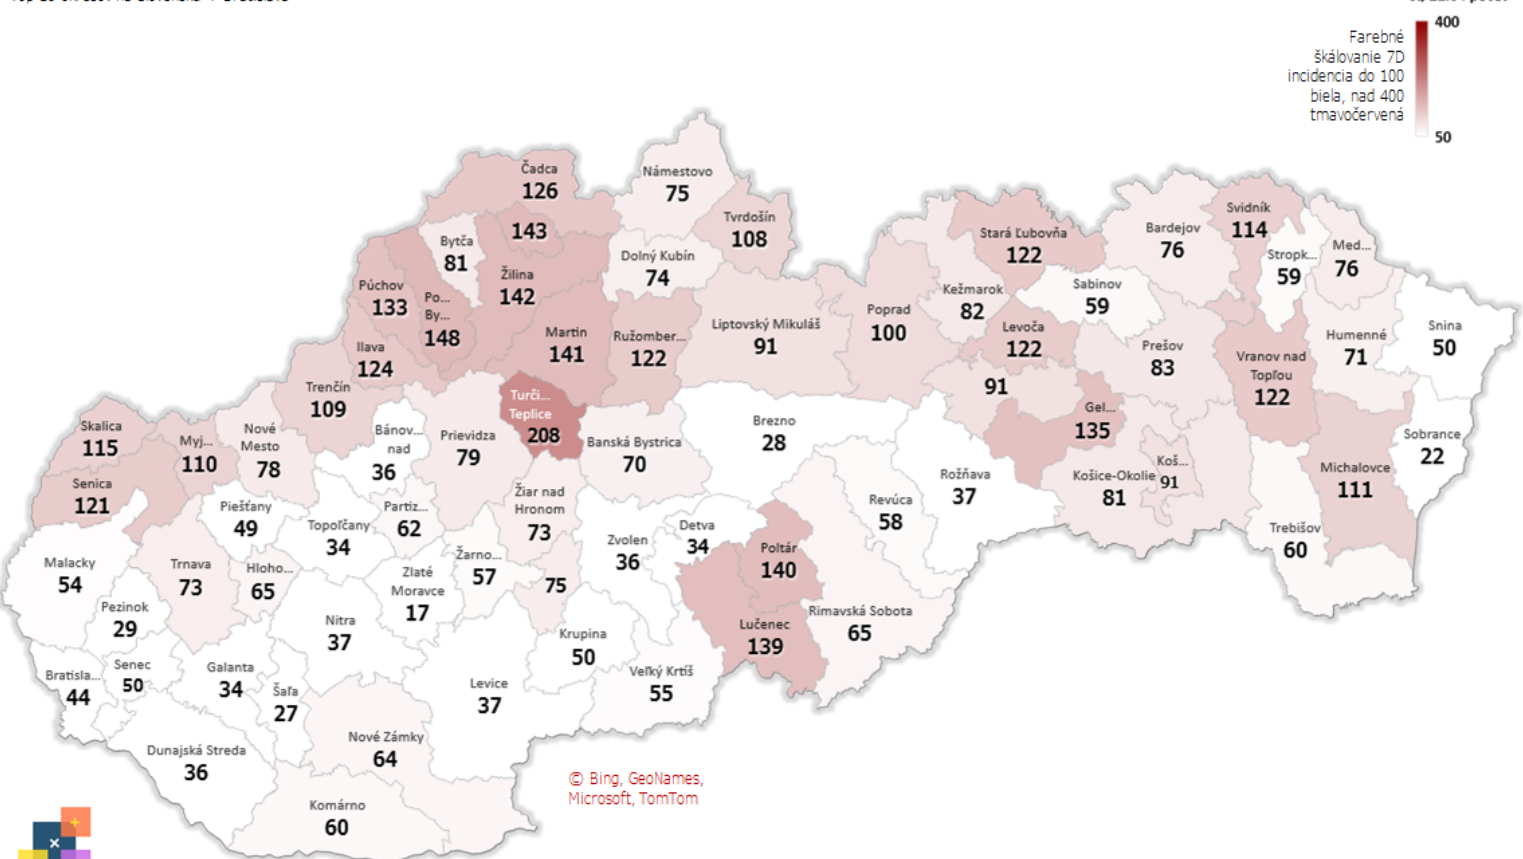 400
Farebné
škálovanie 7D
incidencia do 100
biela, nad 400
tmavočervená
50
Čadca
126
Námestovo
75
143
Bytča
81
Tvrdošín
108
Svidník
114
Stará Ľubovňa
122
Bardejov
76
Stropk...
59
Med...
76
Dolný Kubín
74
Žilina
142
Púchov
133
Po...
By...
148
Kežmarok
82
Sabinov
59
Poprad
100
Liptovský Mikuláš
91
Martin
141
Ružomber...
122
Levoča
122
Humenné
71
Snina
50
Ilava
124
Prešov
83
Vranov nad
Topľou
122
Trenčín
109
91
Turči...
Teplice
208
Gel...
135
Skalica
115
Myj...
110
Nové
Mesto
78
Bánov...
nad
36
Prievidza
79
Banská Bystrica
70
Brezno
28
Sobrance
22
Senica
121
Rožňava
37
Košice-Okolie
81
Koš...
91
Michalovce
111
Piešťany
49
Topoľčany
34
Partiz...
62
Žiar nad
Hronom
73
Zvolen
36
Detva
34
Revúca
58
Trebišov
60
Malacky
54
Trnava
73
Hloho...
65
Zlaté
Moravce
17
Žarno...
57
75
Poltár
140
Pezinok
29
Nitra
37
Krupina
50
Lučenec
139
Rimavská Sobota
65
Bratisla...
44
Senec
50
Galanta
34
Šaľa
27
Levice
37
Veľký Krtíš
55
Dunajská Streda
36
Nové Zámky
64
Komárno
60
© Bing, GeoNames,
Microsoft, TomTom